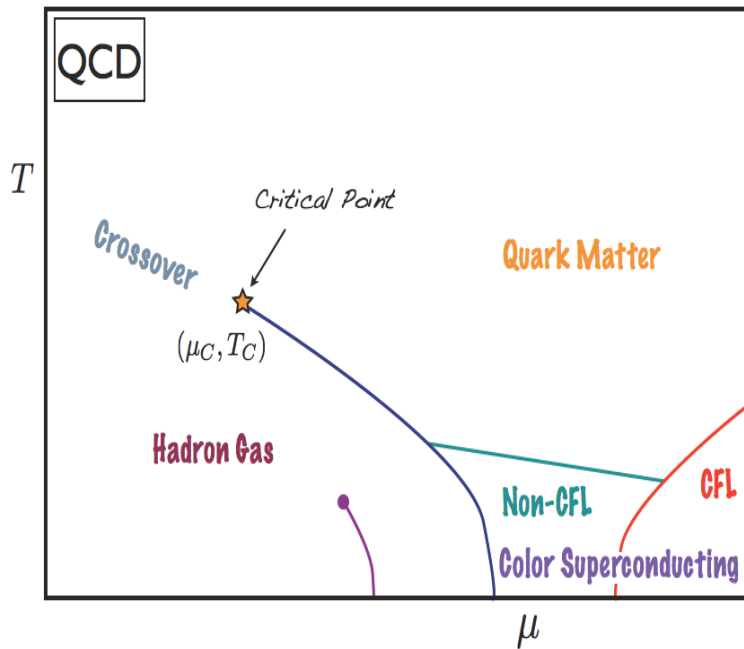 QCD
T
Critical Point
Crossover
Quark Matter
(μ_C, T_C)
Hadron Gas
CFL
Non-CFL
Color Superconducting
μ